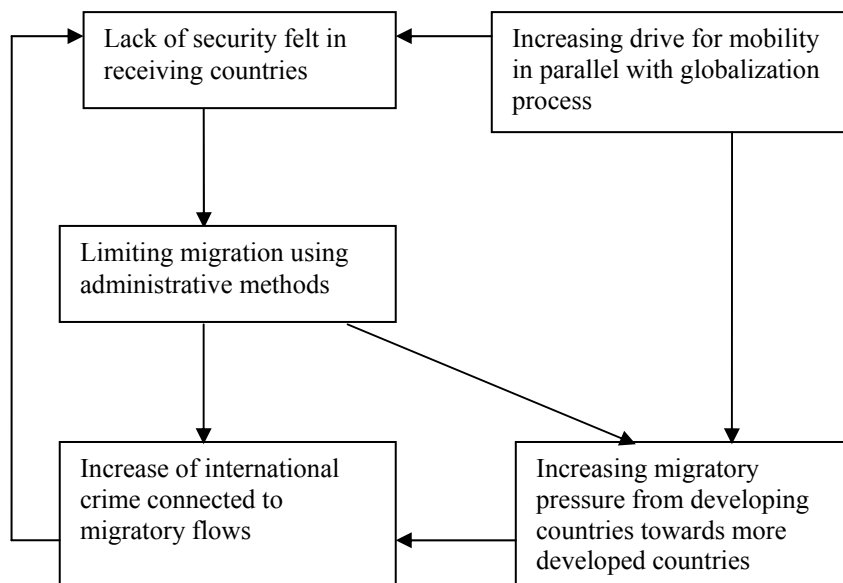 Lack of security felt in
receiving countries
Increasing drive for mobility
in parallel with globalization
process
Limiting migration using
administrative methods
Increase of international
crime connected to
migratory flows
Increasing migratory
pressure from developing
countries towards more
developed countries